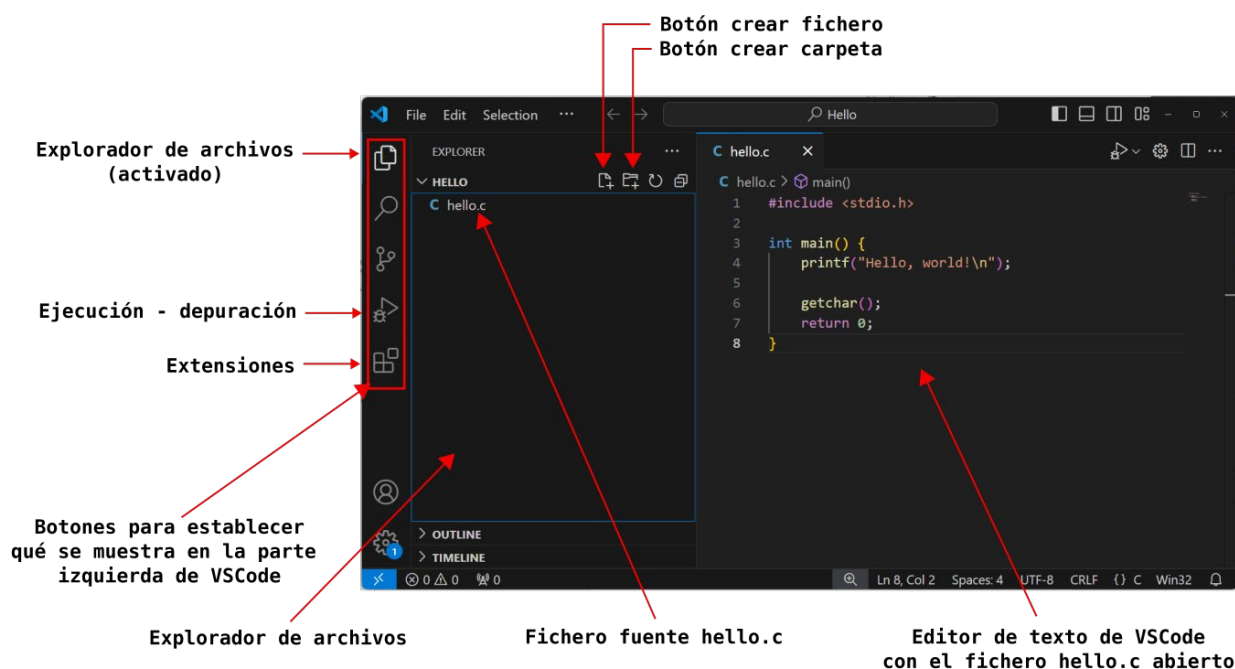 Botón crear fichero
Botón crear carpeta
File Edit Selection ··· ← → Hello
Explorador de archivos
(activado)
EXPLORER ···
HELLO
C hello.c
C hello.c ×
C hello.c > main()
1 #include <stdio.h>
2
3 int main() {
4 printf("Hello, world!\n");
5
6 getchar();
7 return 0;
8 }
Ejecución - depuración
Extensiones
Botones para establecer
qué se muestra en la parte
izquierda de VSCode
> OUTLINE
> TIMELINE
1
0 0 0
Ln 8, Col 2 Spaces: 4 UTF-8 CRLF {} C Win32
Explorador de archivos
Fichero fuente hello.c
Editor de texto de VSCode
con el fichero hello.c abierto